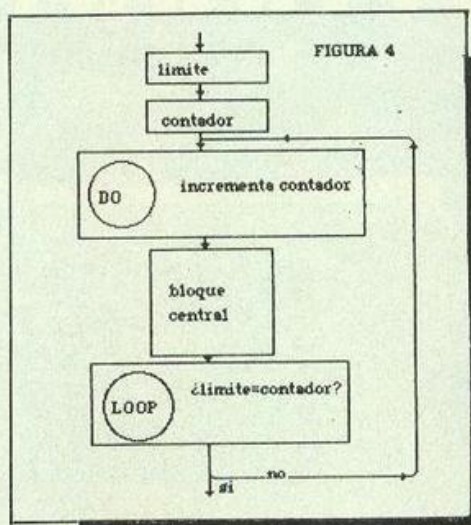 FIGURA 4
limite
contador
DO
incrementa contador
bloque
central
LOOP
¿limite=contador?
no
si